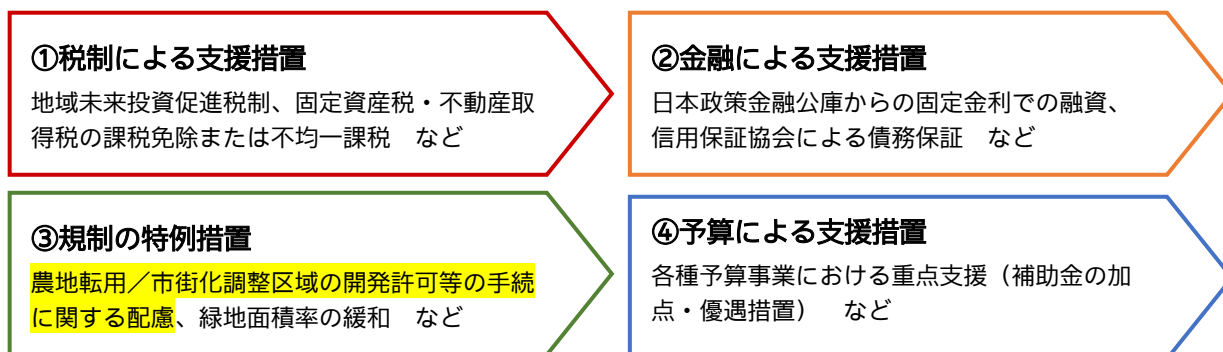 ①税制による支援措置
地域未来投資促進税制、固定資産税・不動産取
得税の課税免除または不均一課税　など
②金融による支援措置
日本政策金融公庫からの固定金利での融資、
信用保証協会による債務保証　など
③規制の特例措置
農地転用／市街化調整区域の開発許可等の手続
に関する配慮、緑地面積率の緩和　など
④予算による支援措置
各種予算事業における重点支援（補助金の加
点・優遇措置）　など